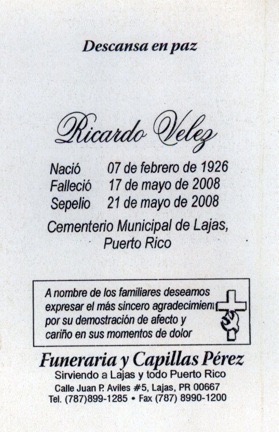 Descansa en paz
Ricardo Velez
Nació 07 de febrero de 1926
Falleció 17 de mayo de 2008
Sepelio 21 de mayo de 2008
Cementerio Municipal de Lajas,
Puerto Rico
A nombre de los familiares deseamos
expresar el más sincero agradecimien
por su demostración de afecto y
cariño en sus momentos de dolor
Funeraria y Capillas Pérez
Sirviendo a Lajas y todo Puerto Rico
Calle Juan P. Aviles #5, Lajas, PR 00667
Tel. (787)899-1285 • Fax (787) 8990-1200